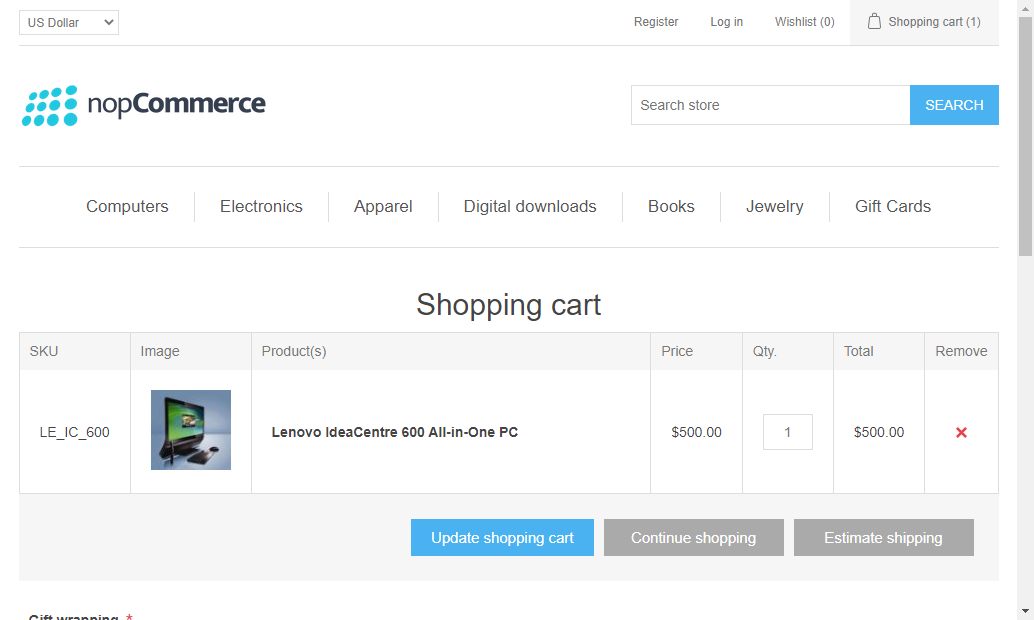 US Dollar
Register
Log in
Wishlist (0)
Shopping cart (1)
nopCommerce
Search store
SEARCH
Computers
Electronics
Apparel
Digital downloads
Books
Jewelry
Gift Cards
Shopping cart
SKU
Image
Product(s)
Price
Qty.
Total
Remove
LE_IC_600
Lenovo IdeaCentre 600 All-in-One PC
$500.00
1
$500.00
Update shopping cart
Continue shopping
Estimate shipping
Gift wrapping *